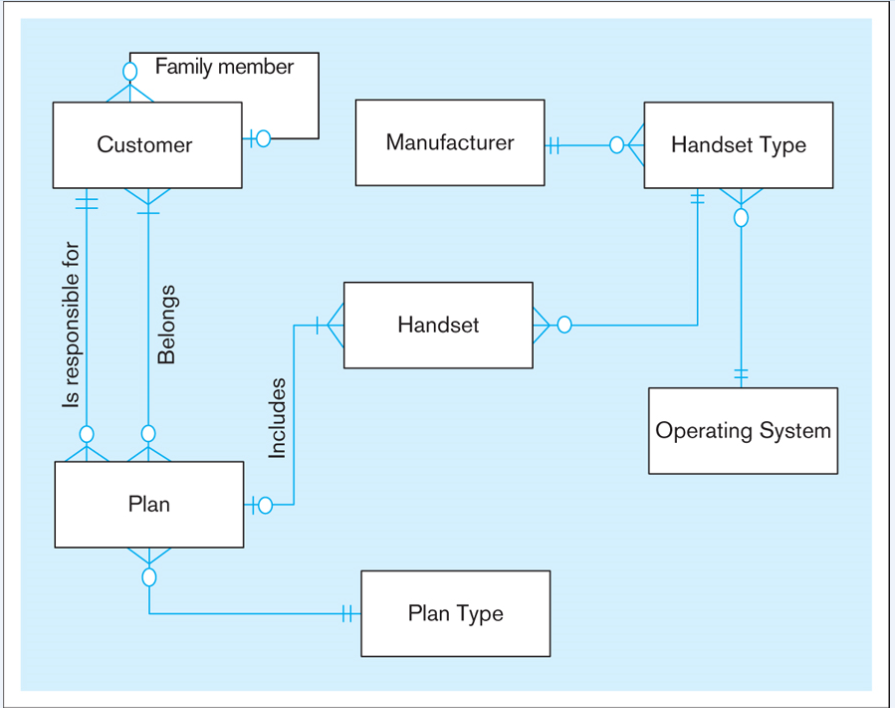 Family member
Customer
Manufacturer
Handset Type
Is responsible for
Belongs
Handset
Includes
Operating System
Plan
Plan Type